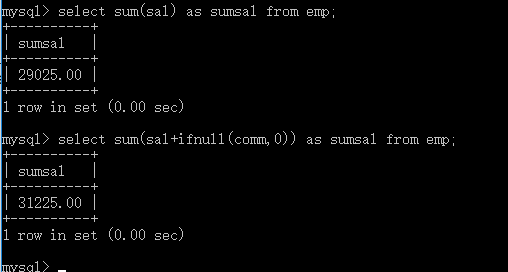 mysql> select sum(sal) as sumsal from emp;
+----------+
| sumsal   |
+----------+
| 29025.00 |
+----------+
1 row in set (0.00 sec)
mysql> select sum(sal+ifnull(comm,0)) as sumsal from emp;
+----------+
| sumsal   |
+----------+
| 31225.00 |
+----------+
1 row in set (0.00 sec)
mysql> _